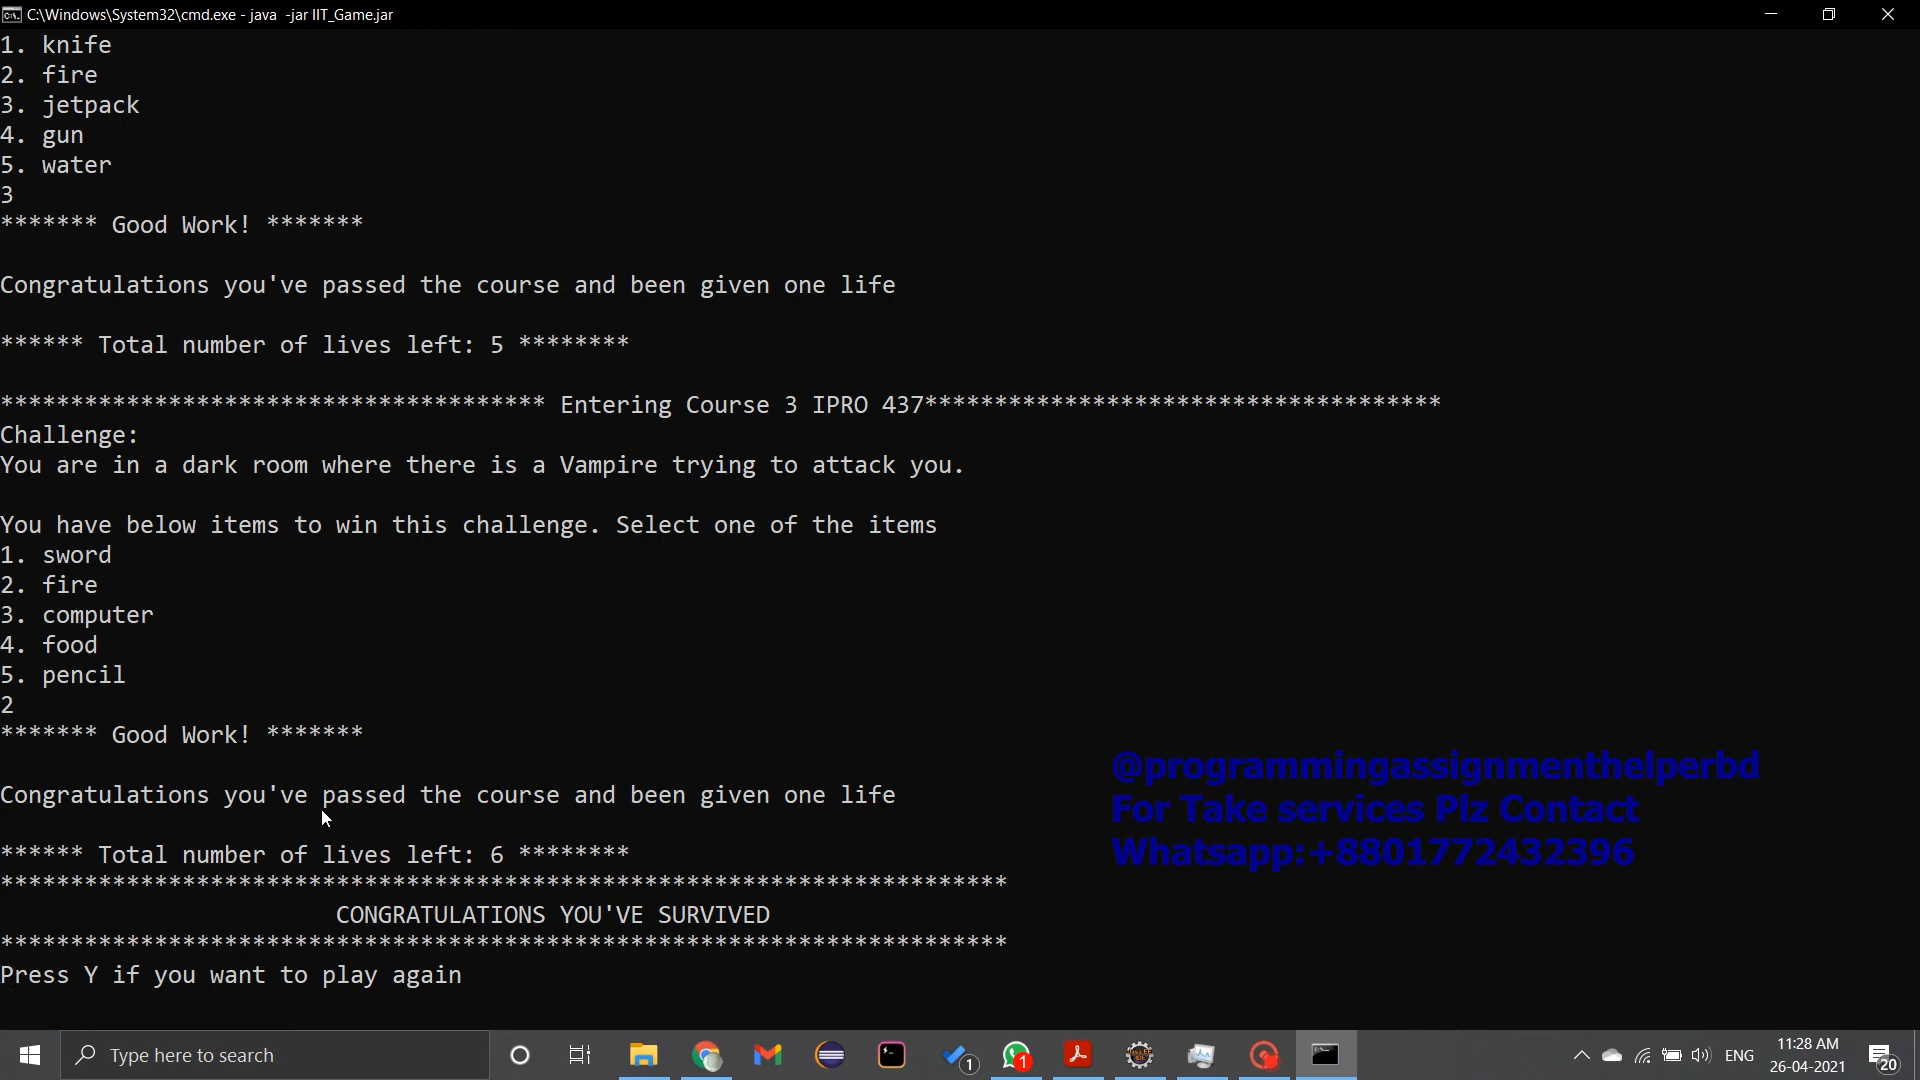 C:\Windows\System32\cmd.exe - java  -jar IIT_Game.jar
1. knife
2. fire
3. jetpack
4. gun
5. water
3
******* Good Work! *******
Congratulations you've passed the course and been given one life
****** Total number of lives left: 5 ********
*************************************** Entering Course 3 IPRO 437*************************************
Challenge:
You are in a dark room where there is a Vampire trying to attack you.
You have below items to win this challenge. Select one of the items
1. sword
2. fire
3. computer
4. food
5. pencil
2
******* Good Work! *******
Congratulations you've passed the course and been given one life
****** Total number of lives left: 6 ********
************************************************************************
CONGRATULATIONS YOU'VE SURVIVED
************************************************************************
Press Y if you want to play again
@programmingassignmenthelperbd
For Take services Plz Contact
Whatsapp:+8801772432396
Type here to search
1
1
ENG
11:28 AM
26-04-2021
20